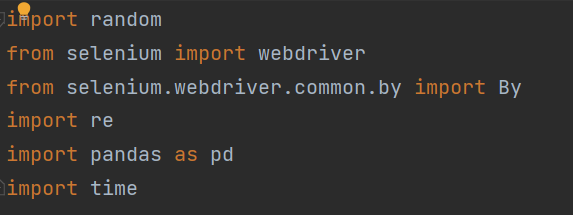 import random
from selenium import webdriver
from selenium.webdriver.common.by import By
import re
import pandas as pd
import time